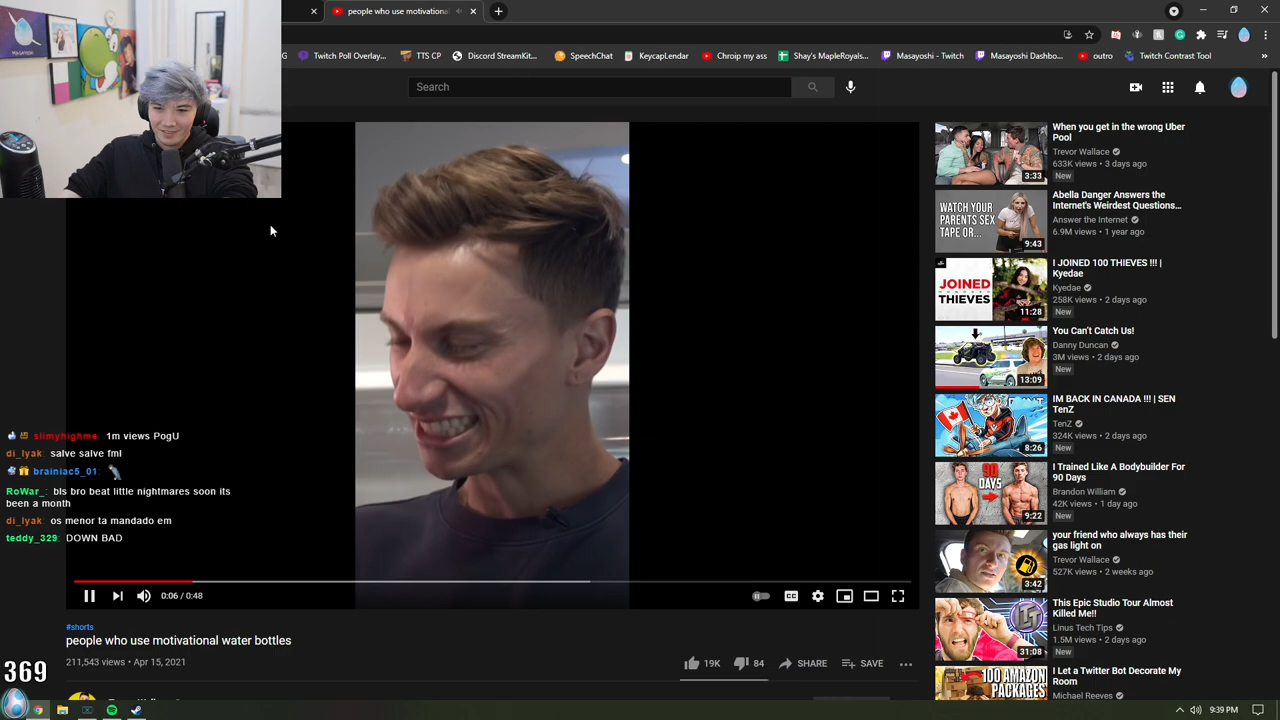 people who use motivational
Twitch Poll Overlay...
TTS CP
Discord StreamKit...
SpeechChat
KeycapLendar
Chroip my ass
Shay's MapleRoyals...
Masayoshi - Twitch
Masayoshi Dashbo...
outro
Twitch Contrast Tool
Search
When you get in the wrong Uber
Pool
Trevor Wallace
633K views • 3 days ago
New
3:33
WATCH YOUR
PARENTS SEX
TAPE OR...
9:43
Abella Danger Answers the
Internet's Weirdest Questions...
Answer the Internet
6.9M views • 1 year ago
JOINED
THIEVES
11:28
I JOINED 100 THIEVES !!! |
Kyedae
Kyedae
258K views • 2 days ago
New
13:09
You Can't Catch Us!
Danny Duncan
3M views • 2 days ago
New
8:26
IM BACK IN CANADA !!! | SEN
TenZ
TenZ
324K views • 2 days ago
New
90
DAYS
9:22
I Trained Like A Bodybuilder For
90 Days
Brandon William
42K views • 1 day ago
New
3:42
your friend who always has their
gas light on
Trevor Wallace
527K views • 2 weeks ago
31:08
This Epic Studio Tour Almost
Killed Me!!
Linus Tech Tips
1.5M views • 2 days ago
New
100 AMAZON
PACKAGES
I Let a Twitter Bot Decorate My
Room
Michael Reeves
slimyhighme: 1m views PogU
di_lyak: salve salve fml
brainiac5_01:
RoWar_: bls bro beat little nightmares soon its
been a month
di_lyak: os menor ta mandado em
teddy_329: DOWN BAD
0:06 / 0:48
CC
#shorts
people who use motivational water bottles
211,543 views • Apr 15, 2021
19K
84
SHARE
SAVE
369
9:39 PM